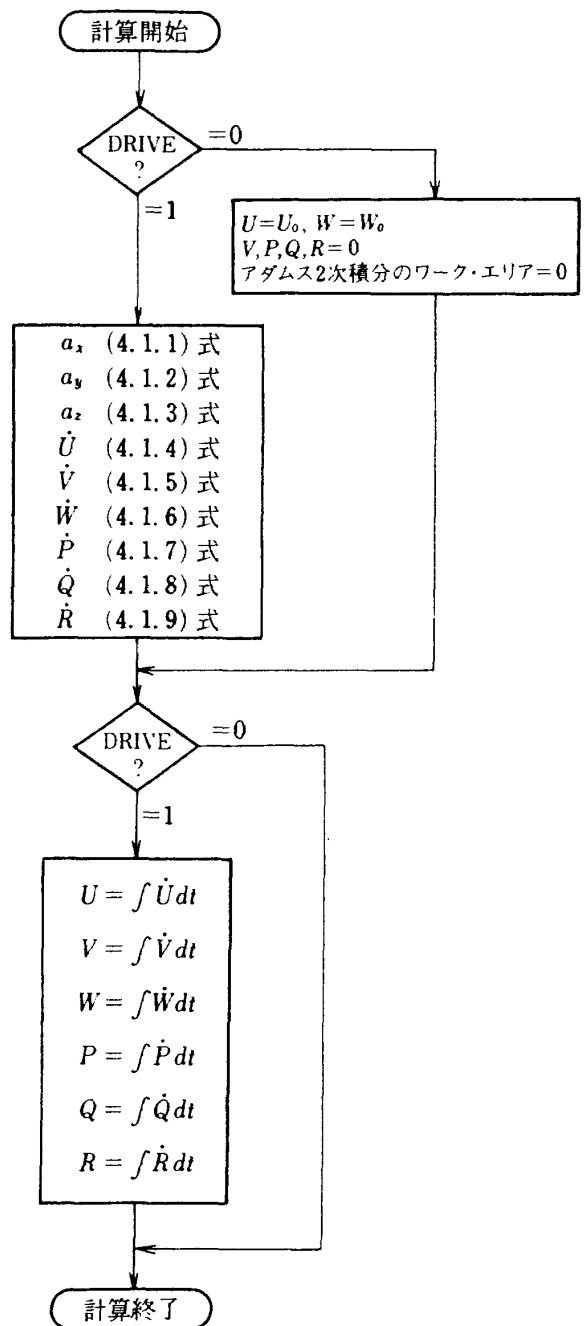 計算開始
DRIVE
?
=0
=1
U=U₀, W=W₀
V,P,Q,R=0
アダムス2次積分のワーク・エリア=0
aₓ (4.1.1)式
a_y (4.1.2)式
a_z (4.1.3)式
U̇ (4.1.4)式
V̇ (4.1.5)式
Ẇ (4.1.6)式
Ṗ (4.1.7)式
Q̇ (4.1.8)式
Ṙ (4.1.9)式
DRIVE
?
=0
=1
U=∫U̇dt
V=∫V̇dt
W=∫Ẇdt
P=∫Ṗdt
Q=∫Q̇dt
R=∫Ṙdt
計算終了